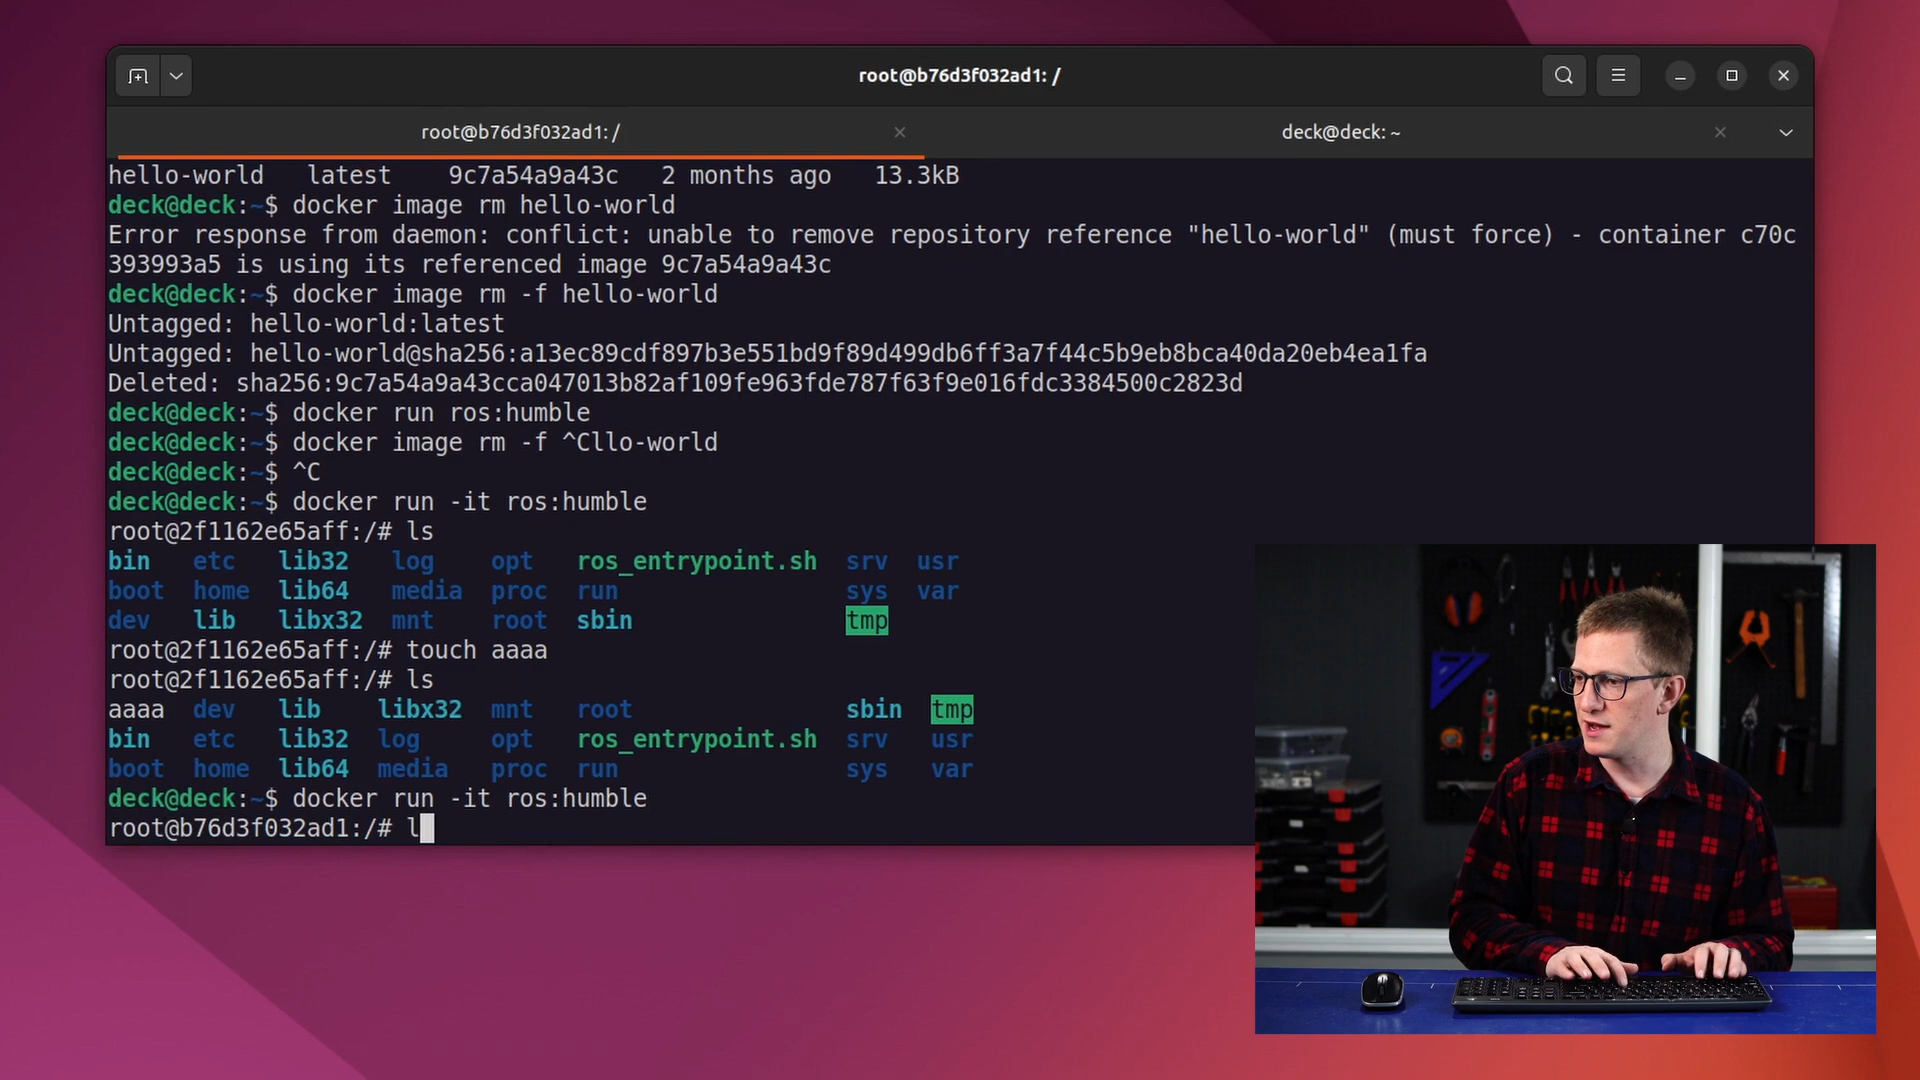 root@b76d3f032ad1: /
root@b76d3f032ad1: /
deck@deck: ~
hello-world   latest    9c7a54a9a43c   2 months ago   13.3kB
deck@deck:~$ docker image rm hello-world
Error response from daemon: conflict: unable to remove repository reference "hello-world" (must force) - container c70c
393993a5 is using its referenced image 9c7a54a9a43c
deck@deck:~$ docker image rm -f hello-world
Untagged: hello-world:latest
Untagged: hello-world@sha256:a13ec89cdf897b3e551bd9f89d499db6ff3a7f44c5b9eb8bca40da20eb4ea1fa
Deleted: sha256:9c7a54a9a43cca047013b82af109fe963fde787f63f9e016fdc3384500c2823d
deck@deck:~$ docker run ros:humble
deck@deck:~$ docker image rm -f ^Cllo-world
deck@deck:~$ ^C
deck@deck:~$ docker run -it ros:humble
root@2f1162e65aff:/# ls
bin   etc   lib32   log    opt   ros_entrypoint.sh  srv  usr
boot  home  lib64   media  proc  run                sys  var
dev   lib   libx32  mnt    root  sbin               tmp
root@2f1162e65aff:/# touch aaaa
root@2f1162e65aff:/# ls
aaaa  dev   lib    libx32  mnt   root               sbin  tmp
bin   etc   lib32  log     opt   ros_entrypoint.sh  srv   usr
boot  home  lib64  media   proc  run                sys   var
deck@deck:~$ docker run -it ros:humble
root@b76d3f032ad1:/# l